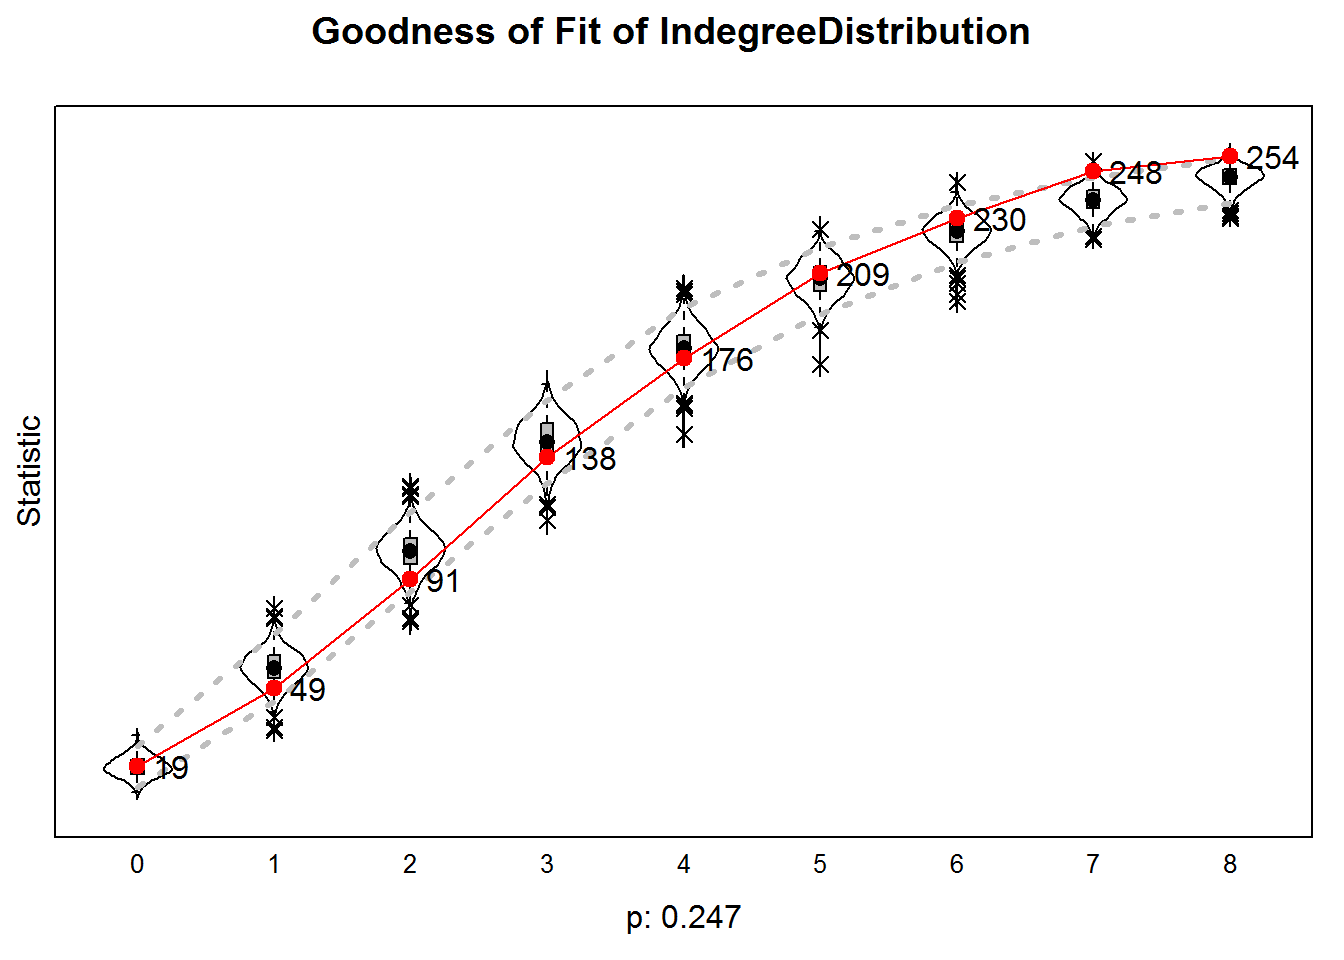 Goodness of Fit of IndegreeDistribution
Statistic
19
49
91
138
176
209
230
248
254
0 1 2 3 4 5 6 7 8
p: 0.247